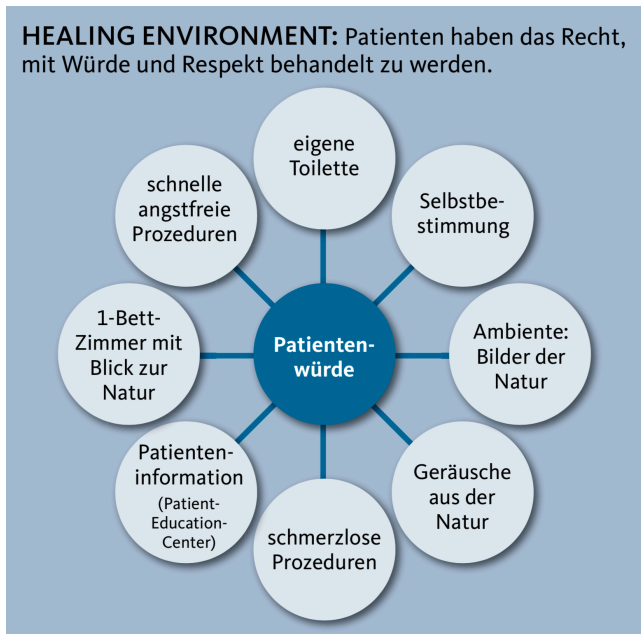 HEALING ENVIRONMENT: Patienten haben das Recht,
mit Würde und Respekt behandelt zu werden.
eigene
Toilette
Selbstbe-
stimmung
Ambiente:
Bilder der
Natur
Geräusche
aus der
Natur
schmerzlose
Prozeduren
Patienten-
information
(Patient-
Education-
Center)
1-Bett-
Zimmer mit
Blick zur
Natur
schnelle
angstfreie
Prozeduren
Patienten-
würde